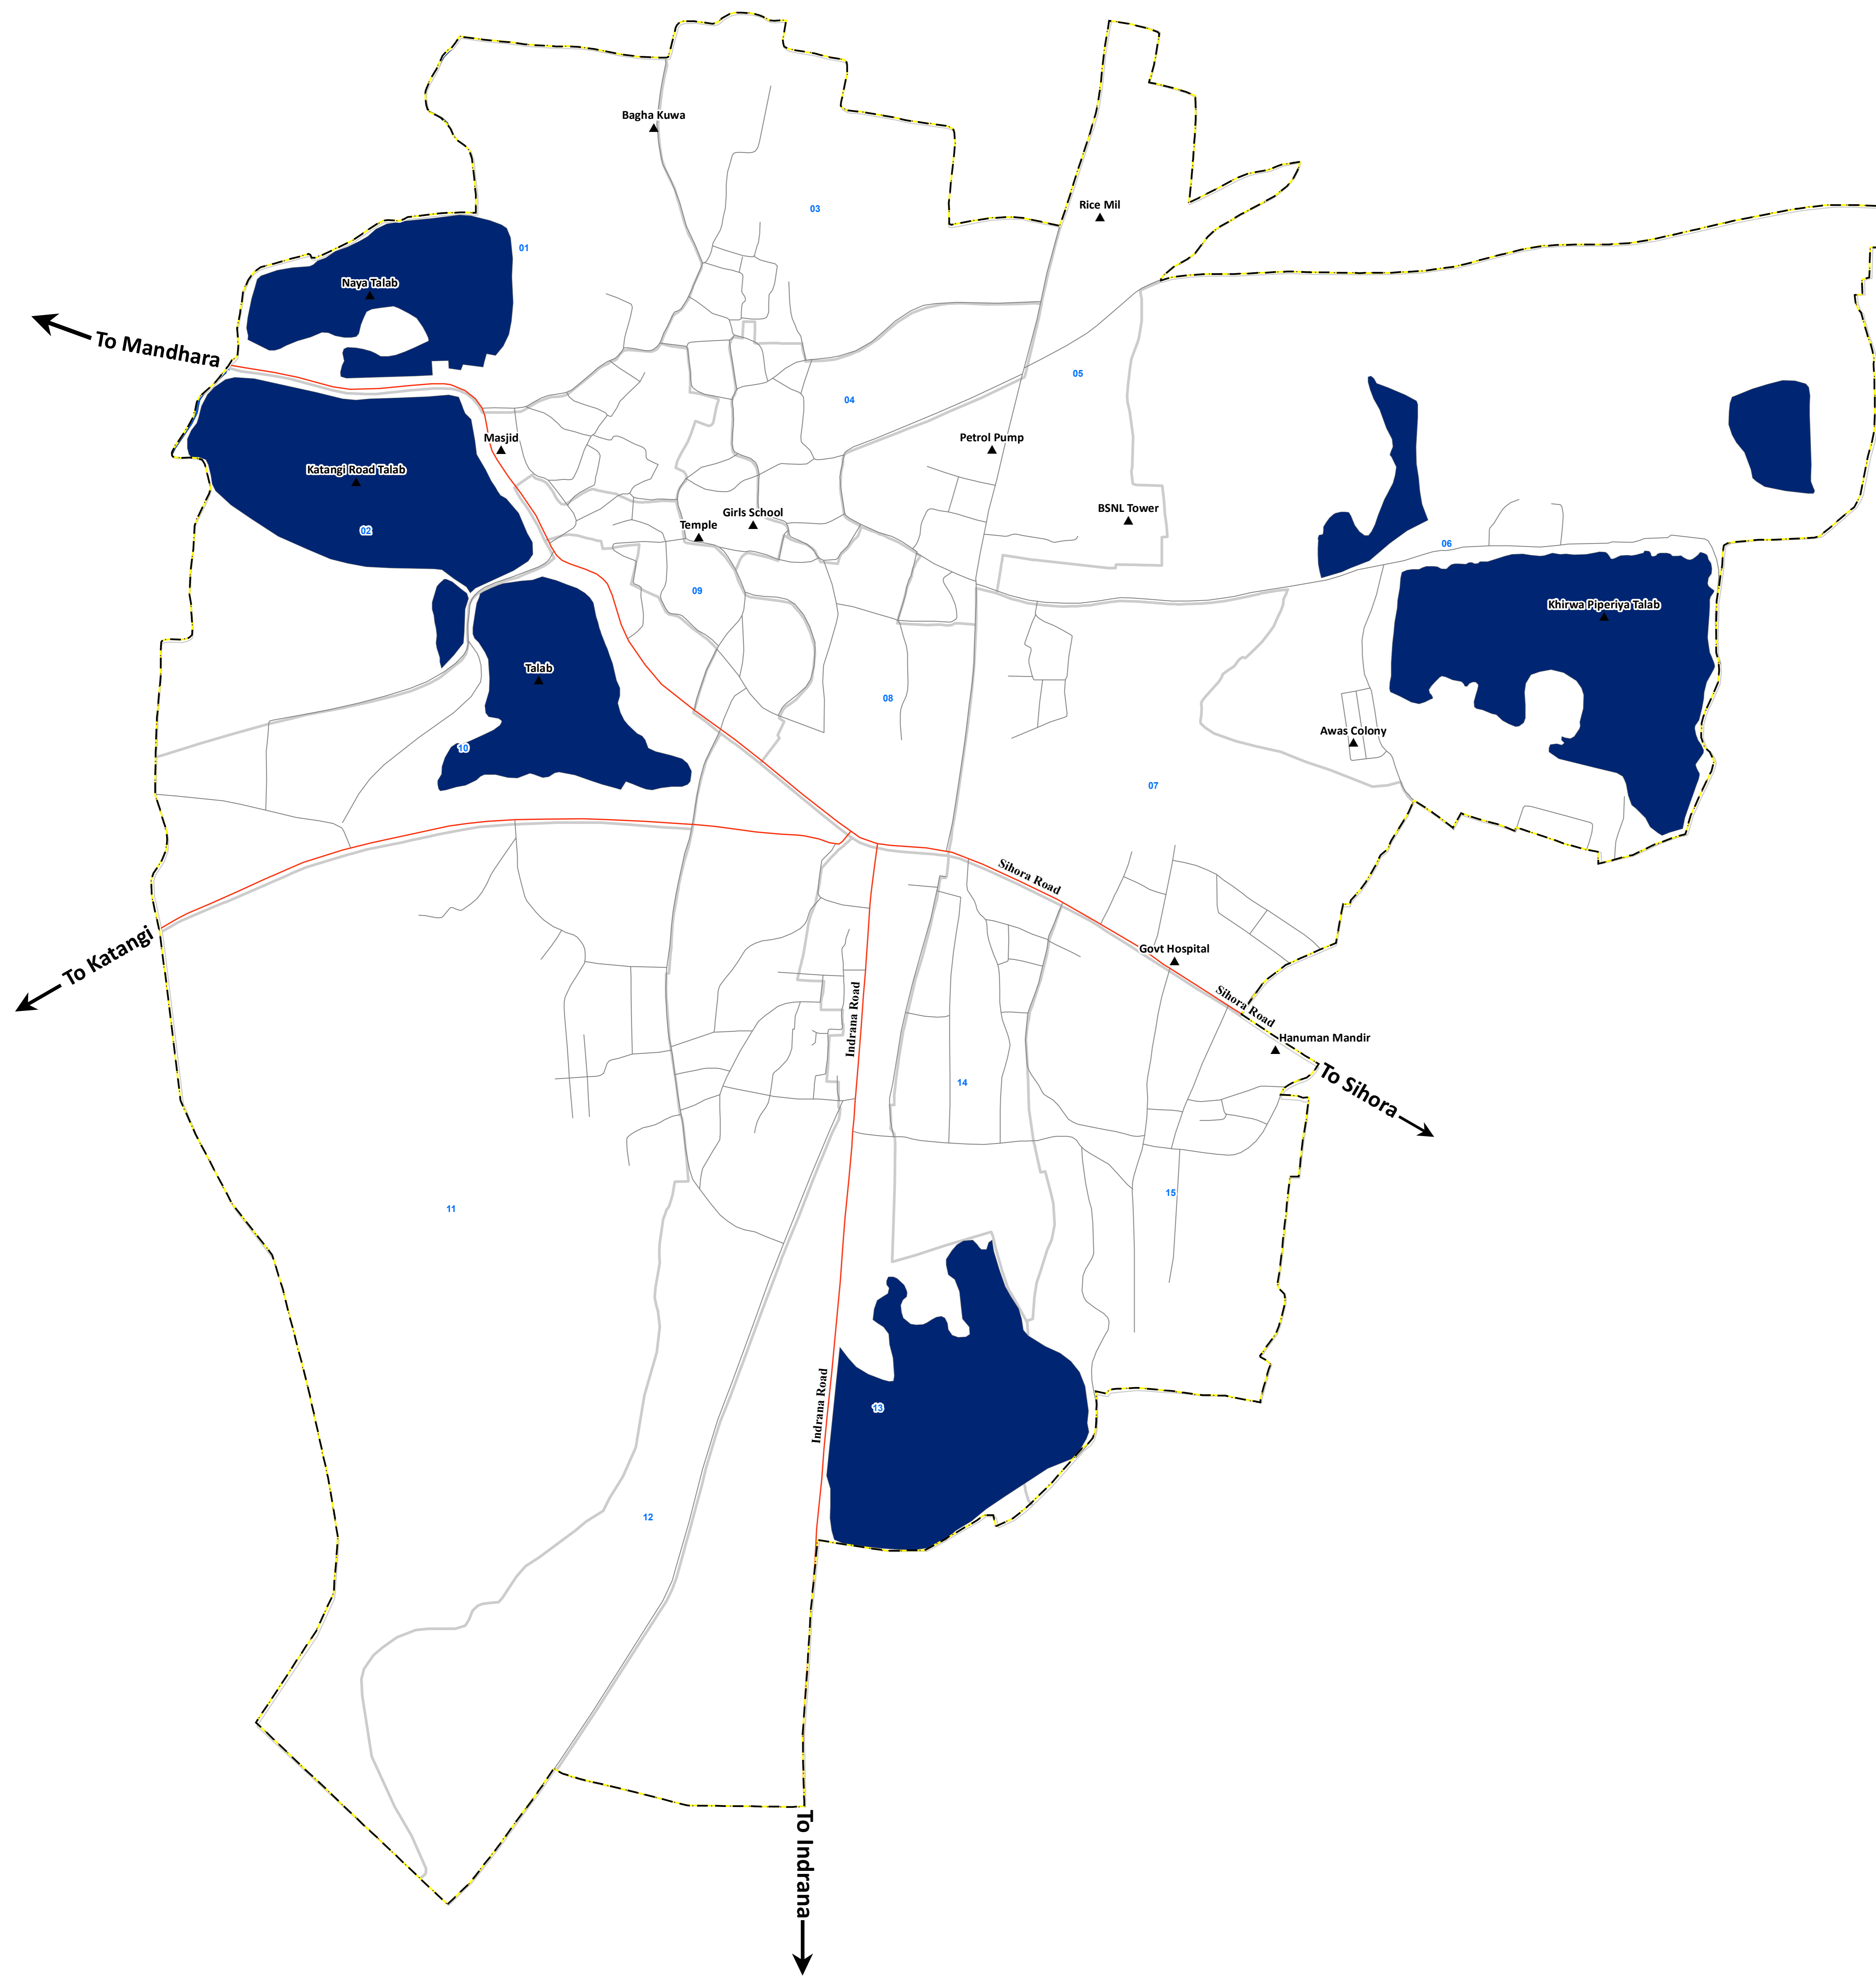 Bagha Kuwa
Rice Mil
03
01
Naya Talab
To Mandhara
05
04
Masjid
Petrol Pump
Katangi Road Talab
Girls School
BSNL Tower
Temple
02
06
09
Khirwa Piperiya Talab
Talab
08
Awas Colony
10
07
Sihora Road
To Katangi
Govt Hospital
Sihora Road
Indrana Road
Hanuman Mandir
14
To Sihora
15
11
Indrana Road
13
12
To Indrana